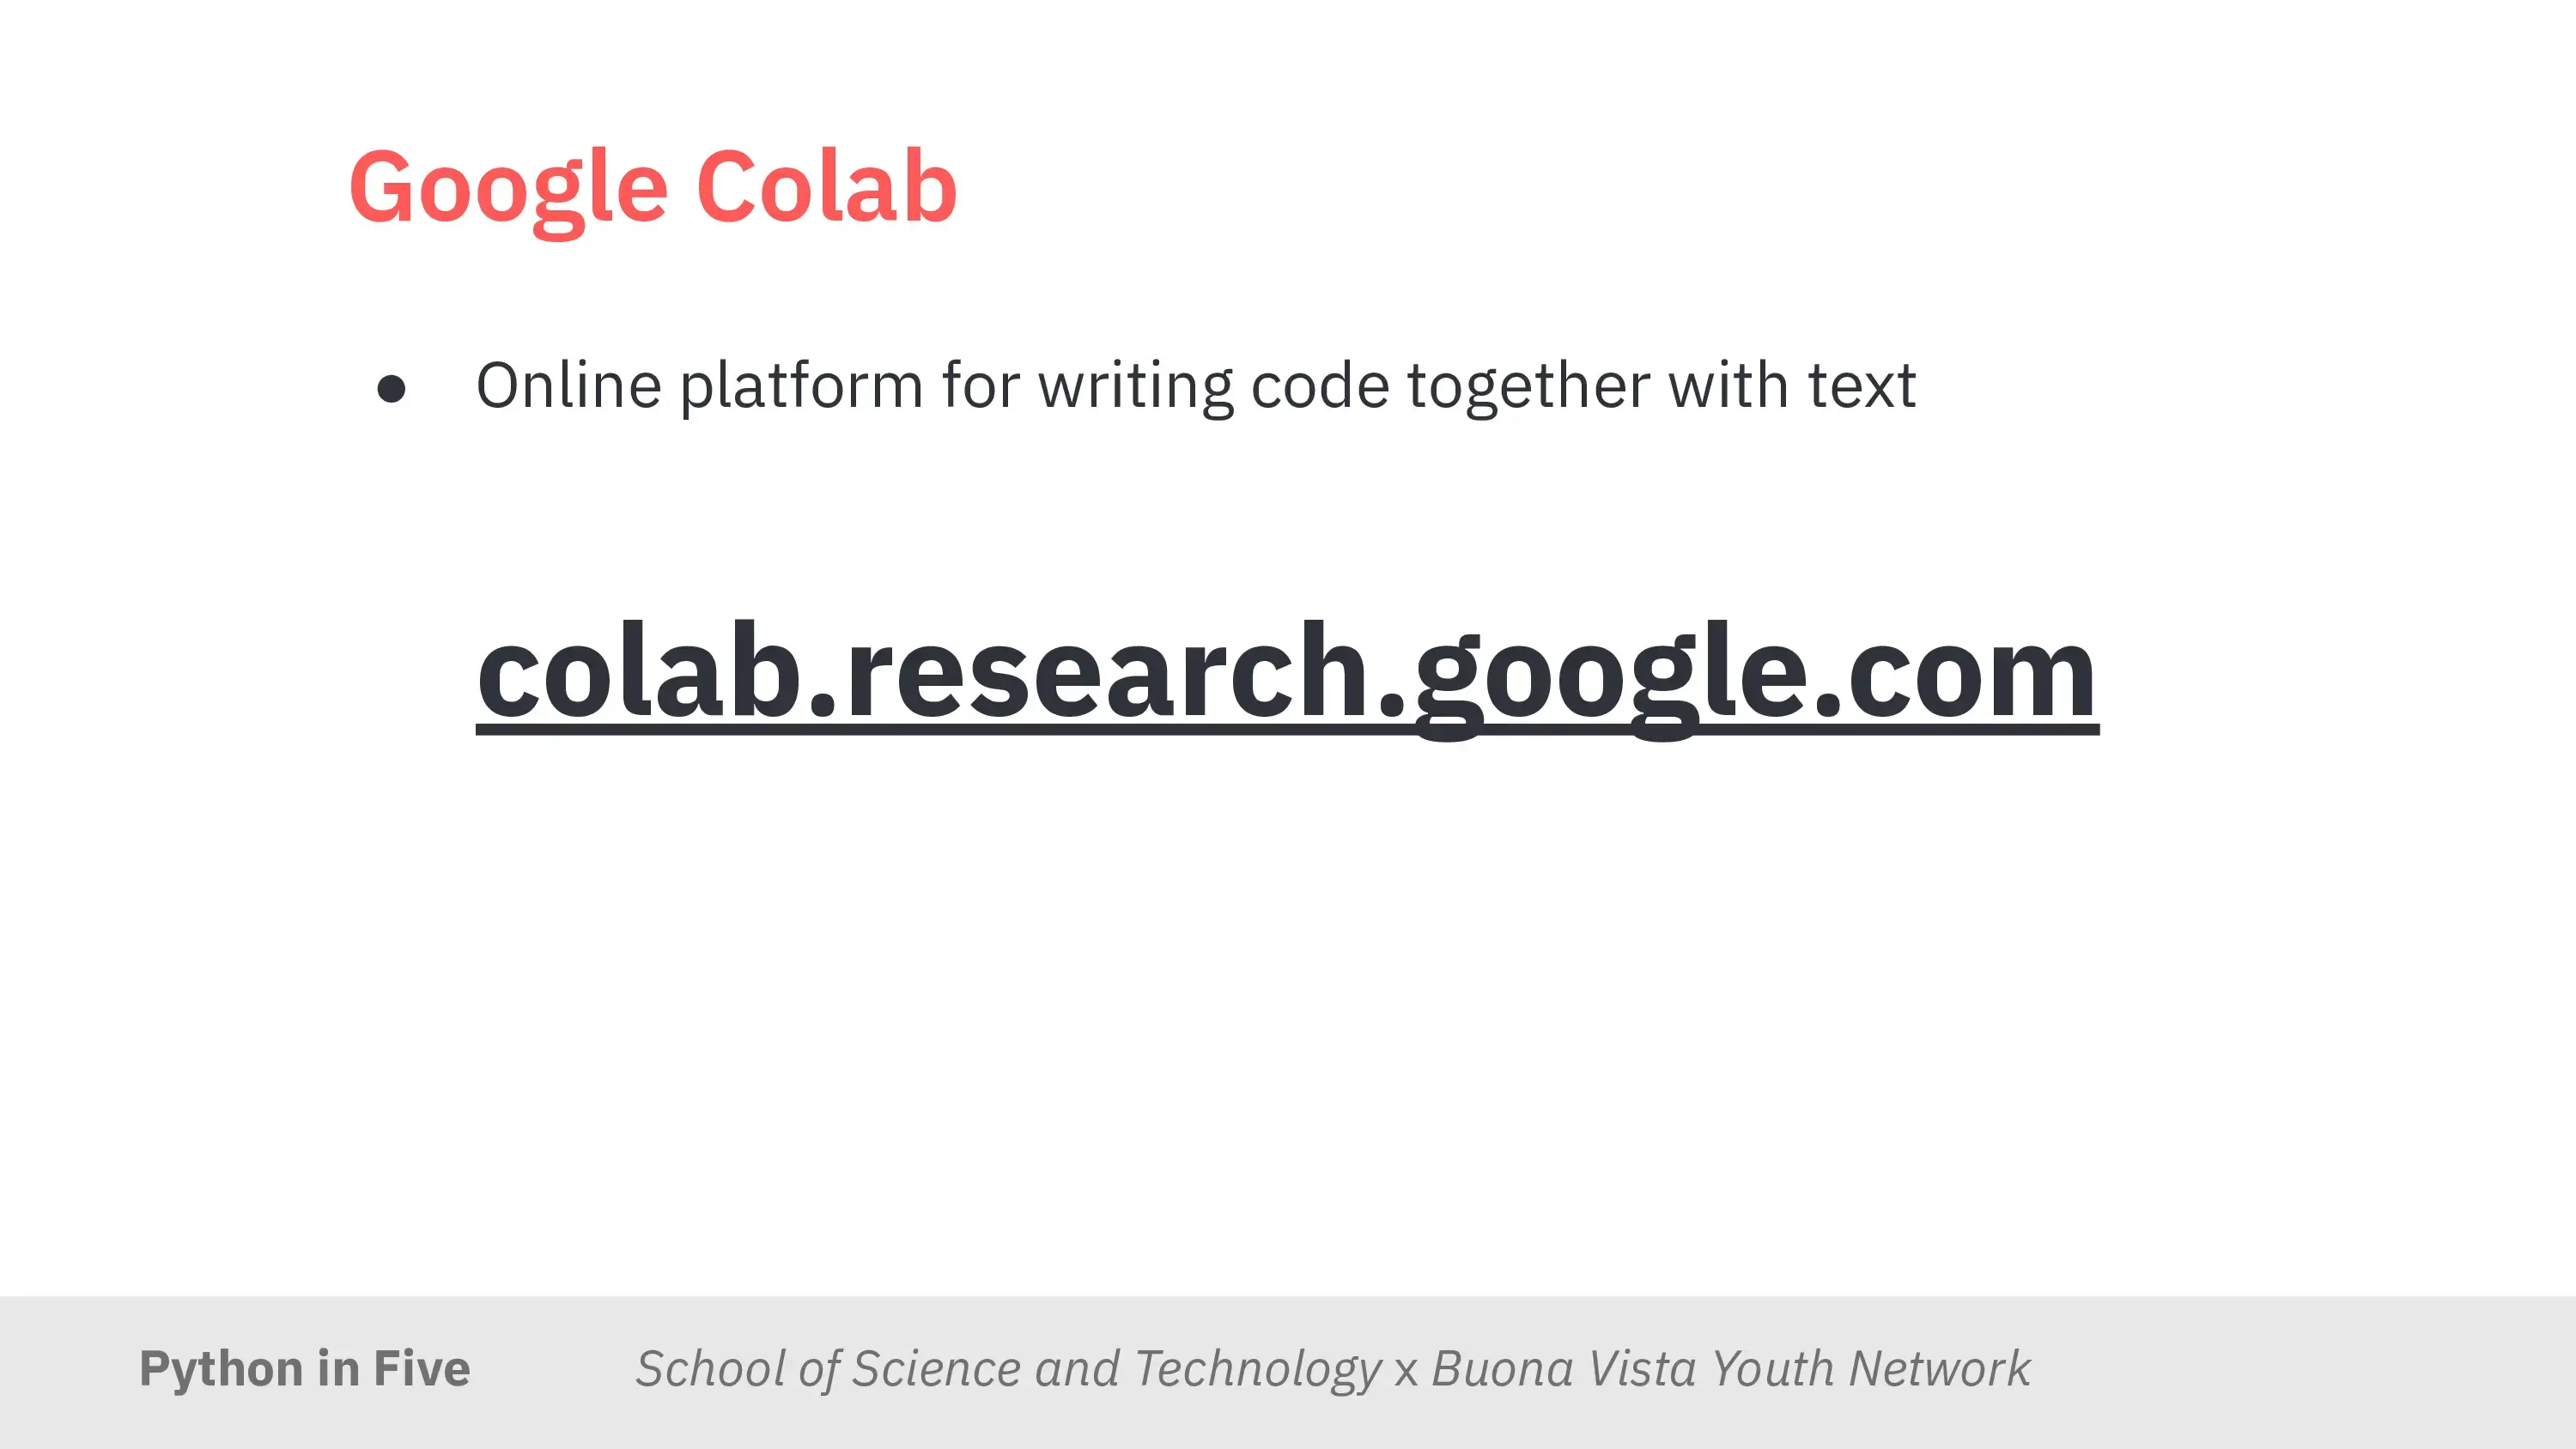 Google Colab
● Online platform for writing code together with text
colab.research.google.com
Python in Five School of Science and Technology x Buona Vista Youth Network